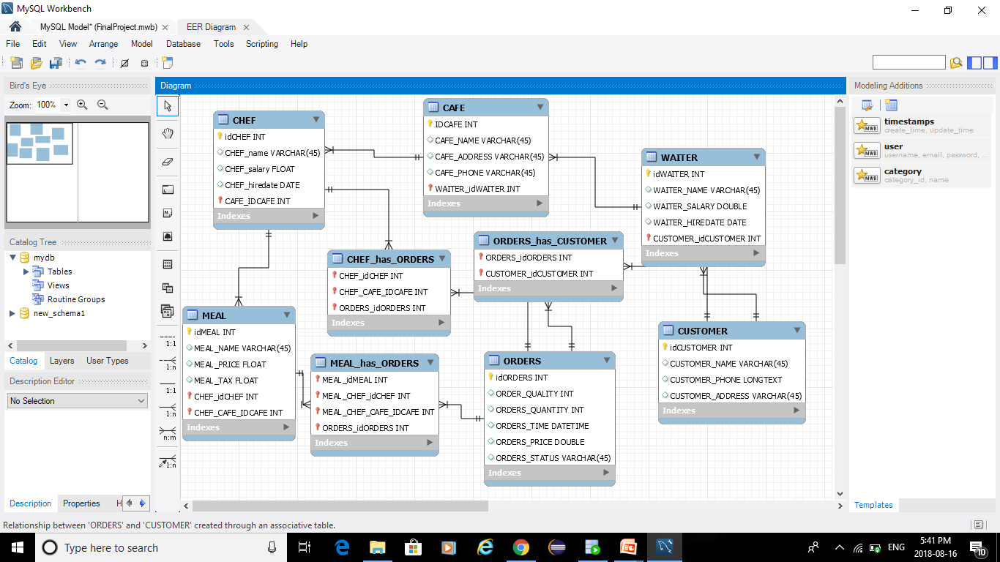 MySQL Workbench
MySQL Model* (FinalProject.mwb)
EER Diagram
File Edit View Arrange Model Database Tools Scripting Help
Bird's Eye
Zoom: 100%
Catalog Tree
mydb
Tables
Views
Routine Groups
new_schema1
Catalog Layers User Types
Description Editor
No Selection
Description Properties H
Diagram
1:1
1:n
1:1
1:n
n:m
1:n
CHEF
idCHEF INT
CHEF_name VARCHAR(45)
CHEF_salary FLOAT
CHEF_hiredate DATE
CAFE_IDCAFE INT
Indexes
CAFE
IDCAFE INT
CAFE_NAME VARCHAR(45)
CAFE_ADDRESS VARCHAR(45)
CAFE_PHONE VARCHAR(45)
WAITER_idWAITER INT
Indexes
WAITER
idWAITER INT
WAITER_NAME VARCHAR(45)
WAITER_SALARY DOUBLE
WAITER_HIREDATE DATE
CUSTOMER_idCUSTOMER INT
Indexes
ORDERS_has_CUSTOMER
ORDERS_idORDERS INT
CUSTOMER_idCUSTOMER INT
Indexes
CHEF_has_ORDERS
CHEF_idCHEF INT
CHEF_CAFE_IDCAFE INT
ORDERS_idORDERS INT
Indexes
MEAL
idMEAL INT
MEAL_NAME VARCHAR(45)
MEAL_PRICE FLOAT
MEAL_TAX FLOAT
CHEF_idCHEF INT
CHEF_CAFE_IDCAFE INT
Indexes
MEAL_has_ORDERS
MEAL_idMEAL INT
MEAL_CHEF_idCHEF INT
MEAL_CHEF_CAFE_IDCAFE INT
ORDERS_idORDERS INT
Indexes
ORDERS
idORDERS INT
ORDER_QUALITY INT
ORDERS_QUANTITY INT
ORDERS_TIME DATETIME
ORDERS_PRICE DOUBLE
ORDERS_STATUS VARCHAR(45)
Indexes
CUSTOMER
idCUSTOMER INT
CUSTOMER_NAME VARCHAR(45)
CUSTOMER_PHONE LONGTEXT
CUSTOMER_ADDRESS VARCHAR(45)
Indexes
Modeling Additions
MWB
timestamps
create_time, update_time
MWB
user
username, email, password, ...
MWB
category
category_id, name
Templates
Relationship between 'ORDERS' and 'CUSTOMER' created through an associative table.
Type here to search
ENG
5:41 PM
2018-08-16
10